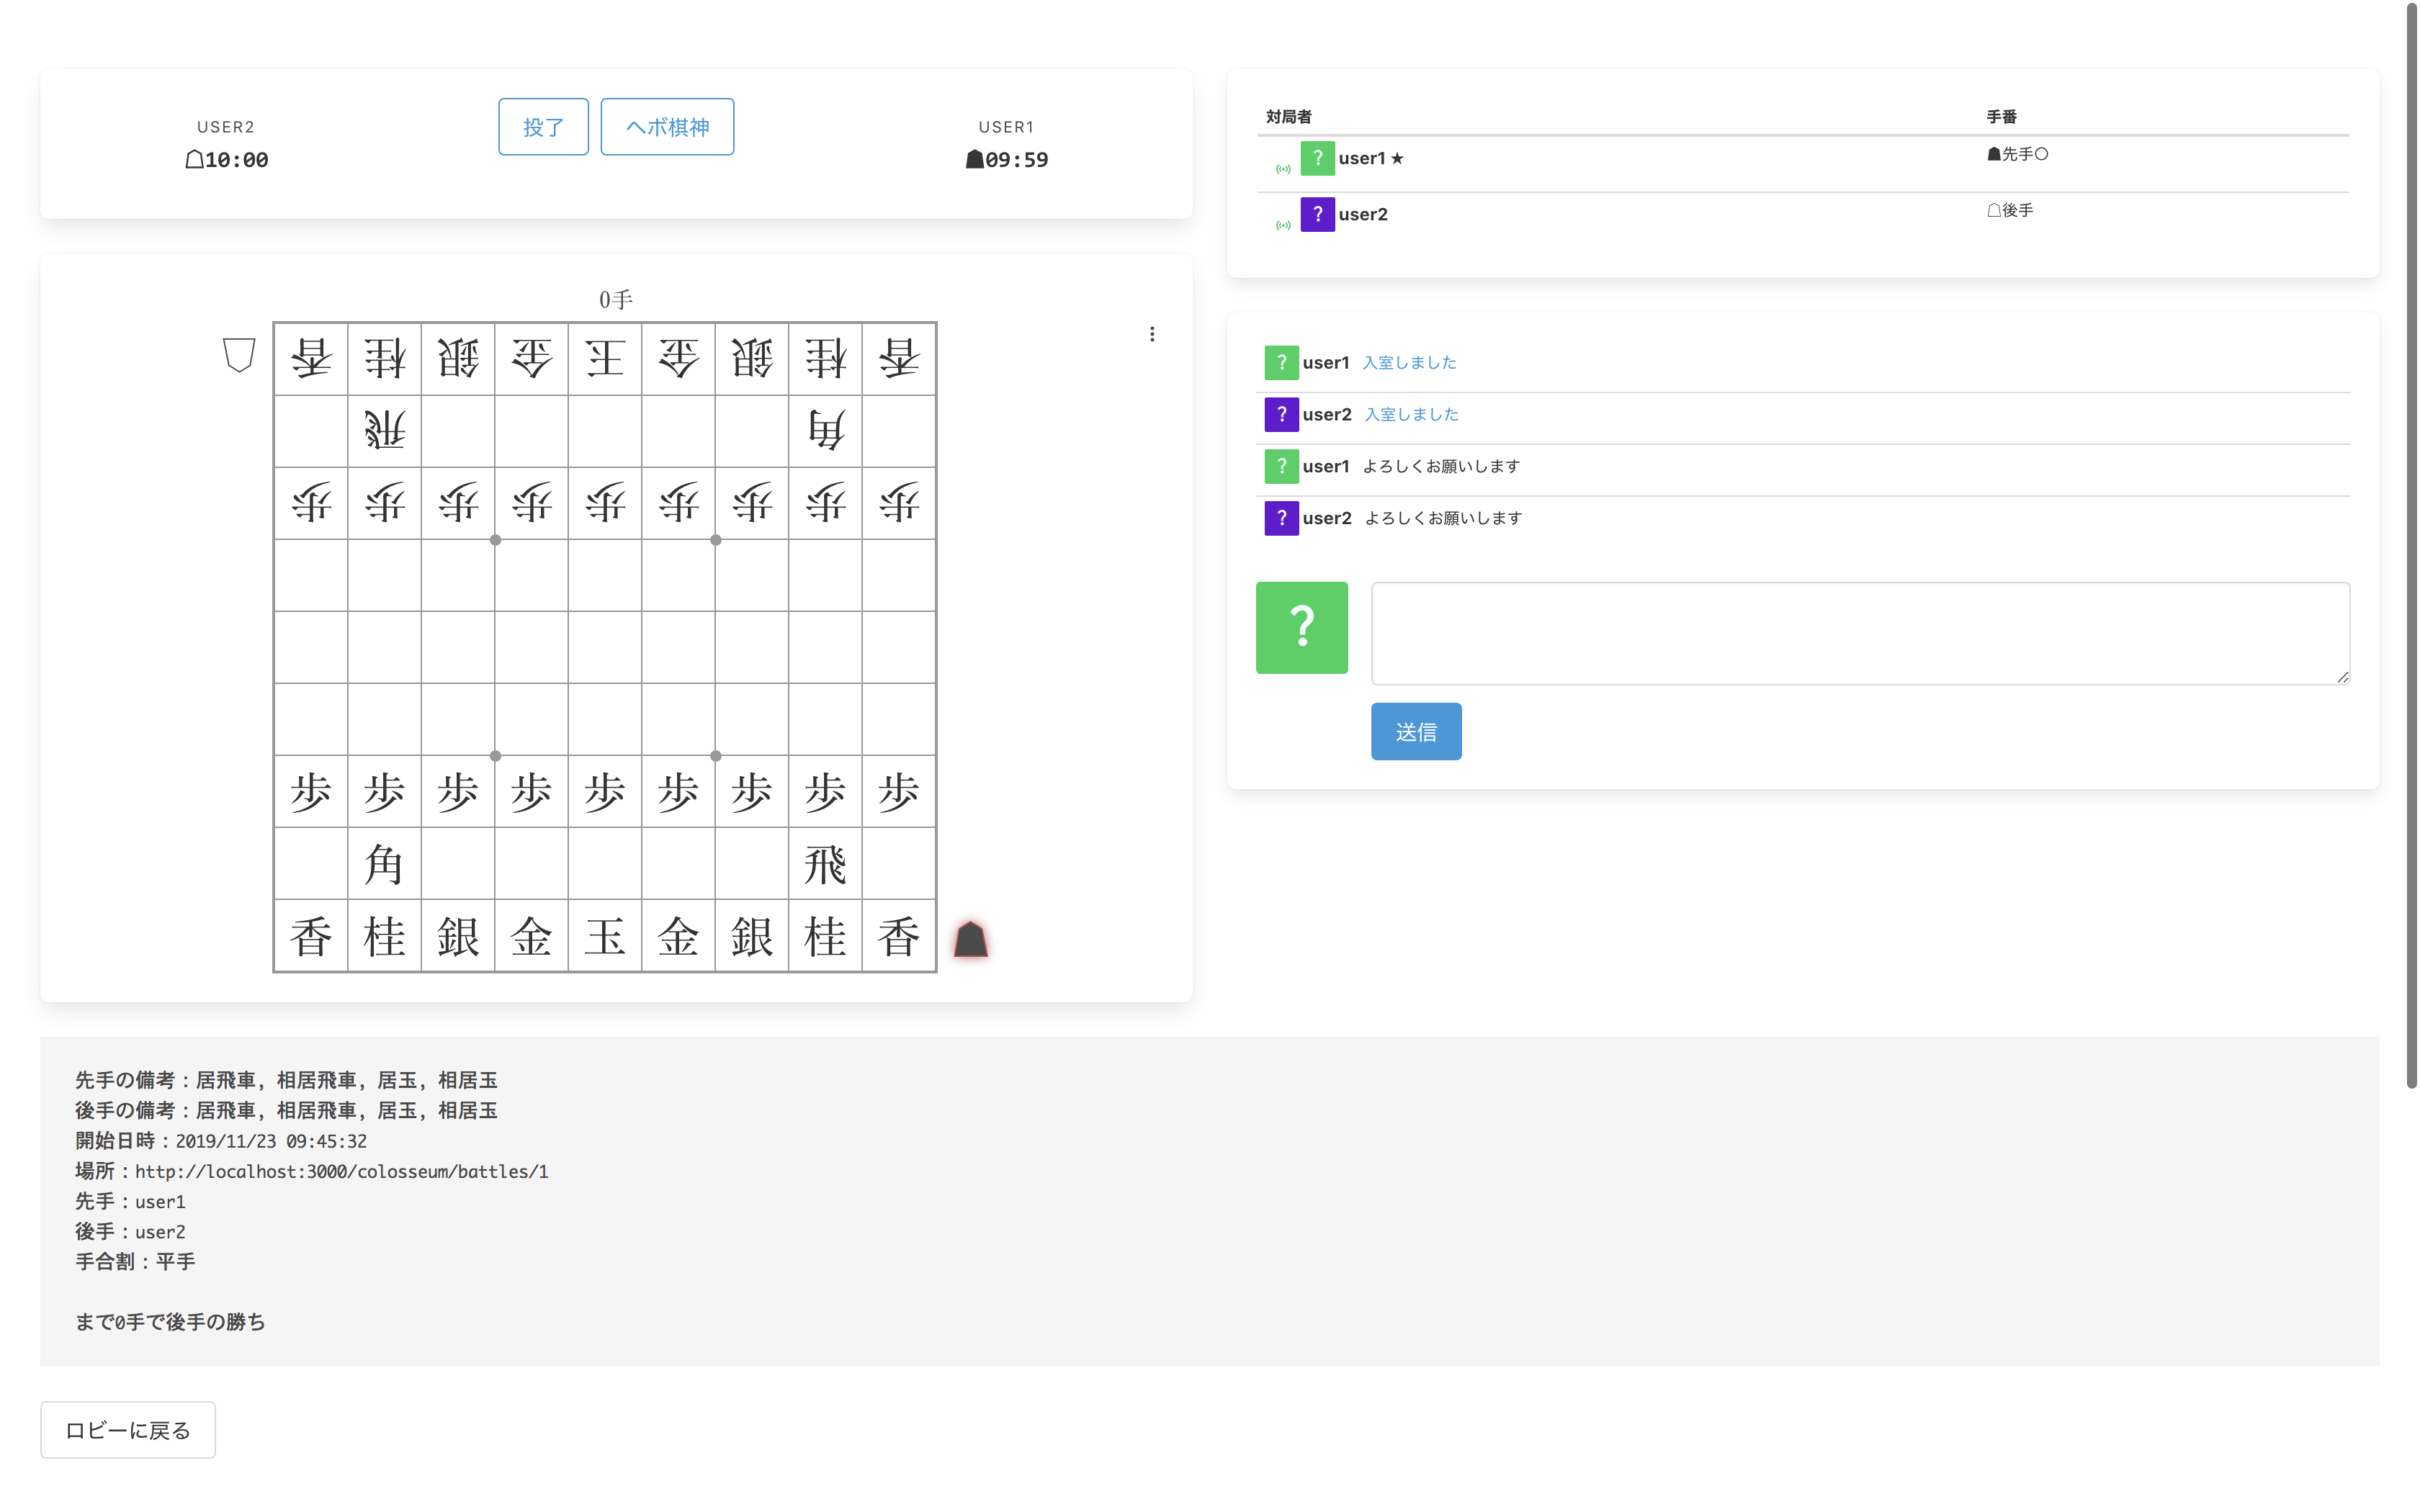 USER2
☖10:00
投了
ヘボ棋神
USER1
☗09:59
0手
香桂銀金王金銀桂香
飛角
歩歩歩歩歩歩歩歩歩
歩歩歩歩歩歩歩歩歩
角飛
香桂銀金玉金銀桂香
対局者 手番
? user1 ★ ☗先手○
? user2 ☖後手
? user1 入室しました
? user2 入室しました
? user1 よろしくお願いします
? user2 よろしくお願いします
?
送信
先手の備考：居飛車, 相居飛車, 居玉, 相居玉
後手の備考：居飛車, 相居飛車, 居玉, 相居玉
開始日時：2019/11/23 09:45:32
場所：http://localhost:3000/colosseum/battles/1
先手：user1
後手：user2
手合割：平手
まで0手で後手の勝ち
ロビーに戻る